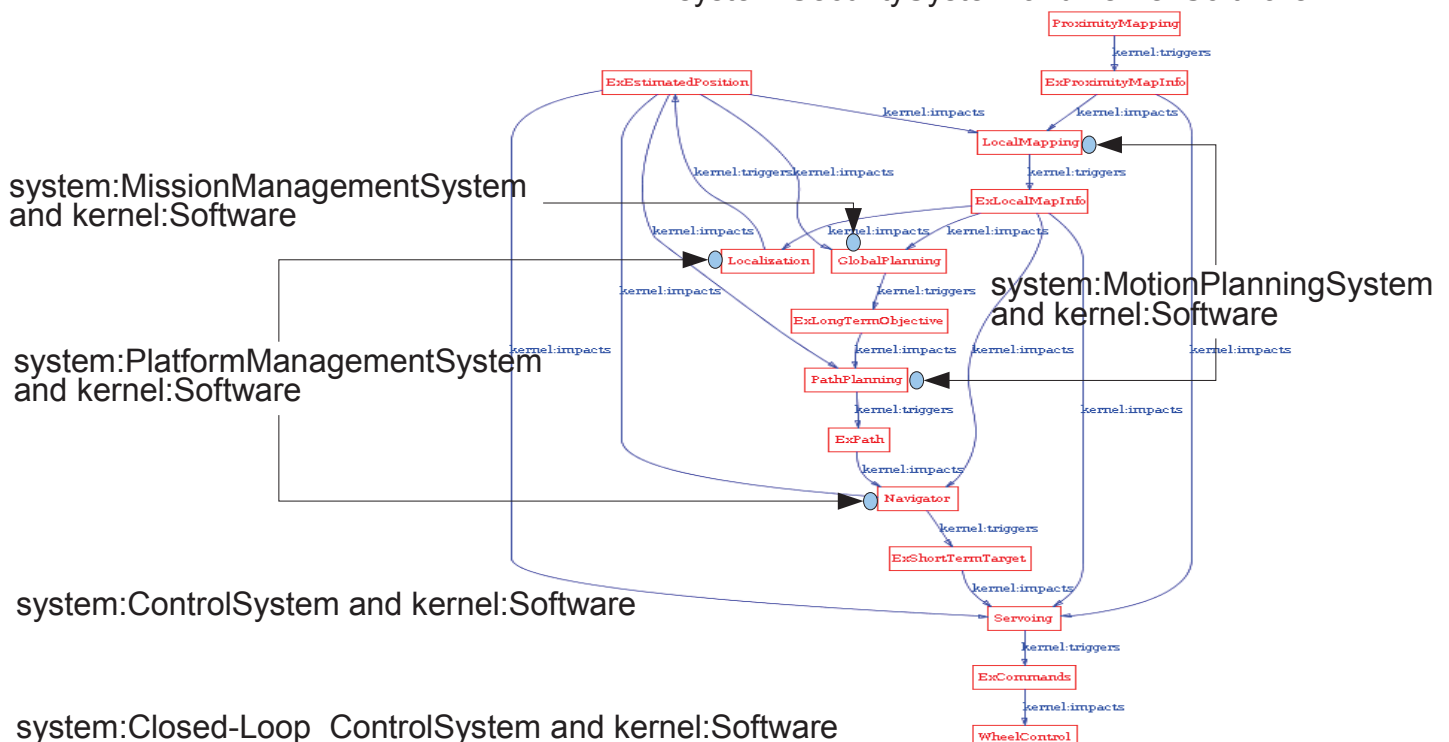 ProximityMapping
kernel:triggers
ExEstimatedPosition
ExProximityMapInfo
kernel:impacts
kernel:impacts
LocalMapping
kernel:triggers
kernel:impacts
kernel:triggers
system:MissionManagementSystem
and kernel:Software
ExLocalMapInfo
kernel:impacts
kernel:impacts
kernel:impacts
Localization
GlobalPlanning
kernel:impacts
kernel:triggers
system:MotionPlanningSystem
and kernel:Software
ExLongTermObjective
system:PlatformManagementSystem
and kernel:Software
kernel:impacts
kernel:impacts
kernel:impacts
kernel:impacts
PathPlanning
kernel:triggers
kernel:impacts
ExPath
kernel:impacts
Navigator
kernel:triggers
ExShortTermTarget
kernel:impacts
system:ControlSystem and kernel:Software
Servoing
kernel:triggers
ExCommands
kernel:impacts
system:Closed-Loop_ControlSystem and kernel:Software
WheelControl